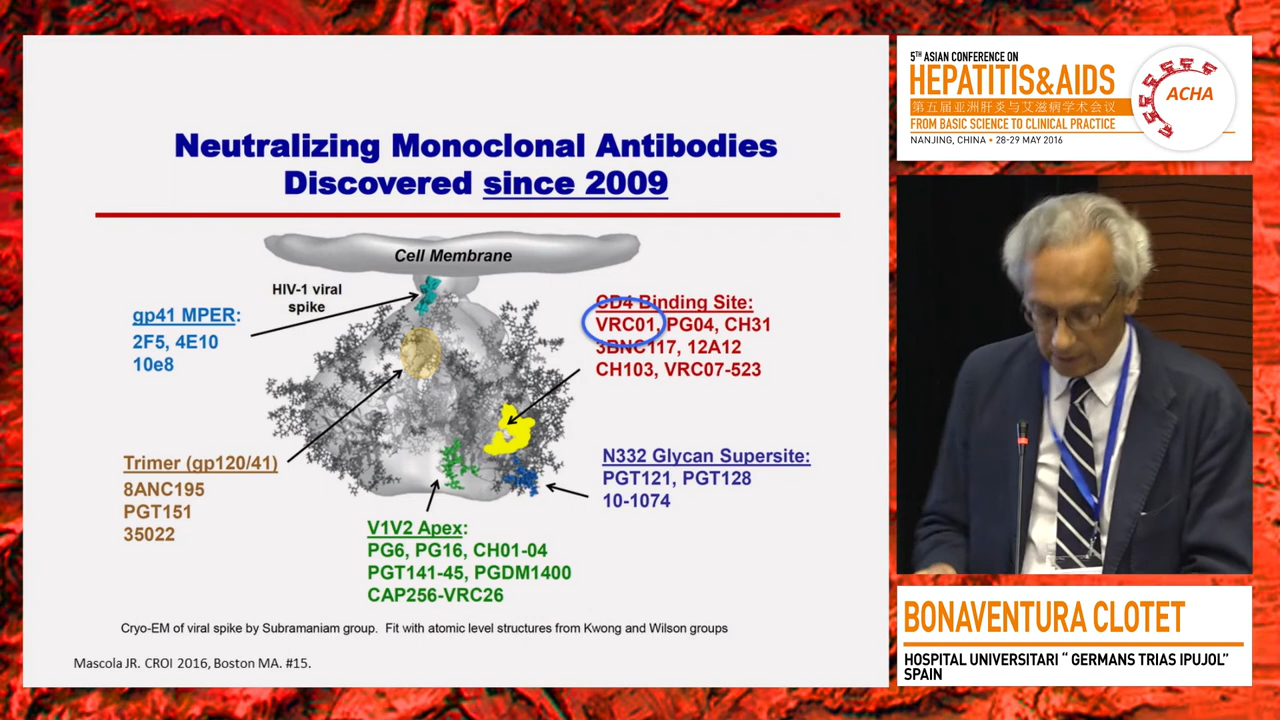 Neutralizing Monoclonal Antibodies
Discovered since 2009
Cell Membrane
HIV-1 viral
spike
gp41 MPER:
2F5, 4E10
10e8
CD4 Binding Site:
VRC01, PG04, CH31
3BNC117, 12A12
CH103, VRC07-523
Trimer (gp120/41)
8ANC195
PGT151
35022
N332 Glycan Supersite:
PGT121, PGT128
10-1074
V1V2 Apex:
PG6, PG16, CH01-04
PGT141-45, PGDM1400
CAP256-VRC26
Cryo-EM of viral spike by Subramaniam group. Fit with atomic level structures from Kwong and Wilson groups
Mascola JR. CROI 2016, Boston MA. #15.
5TH ASIAN CONFERENCE ON
HEPATITIS&AIDS
第五届亚洲肝炎与艾滋病学术会议
FROM BASIC SCIENCE TO CLINICAL PRACTICE
NANJING, CHINA • 28-29 MAY 2016
ACHA
BONAVENTURA CLOTET
HOSPITAL UNIVERSITARI “ GERMANS TRIAS IPUJOL”
SPAIN